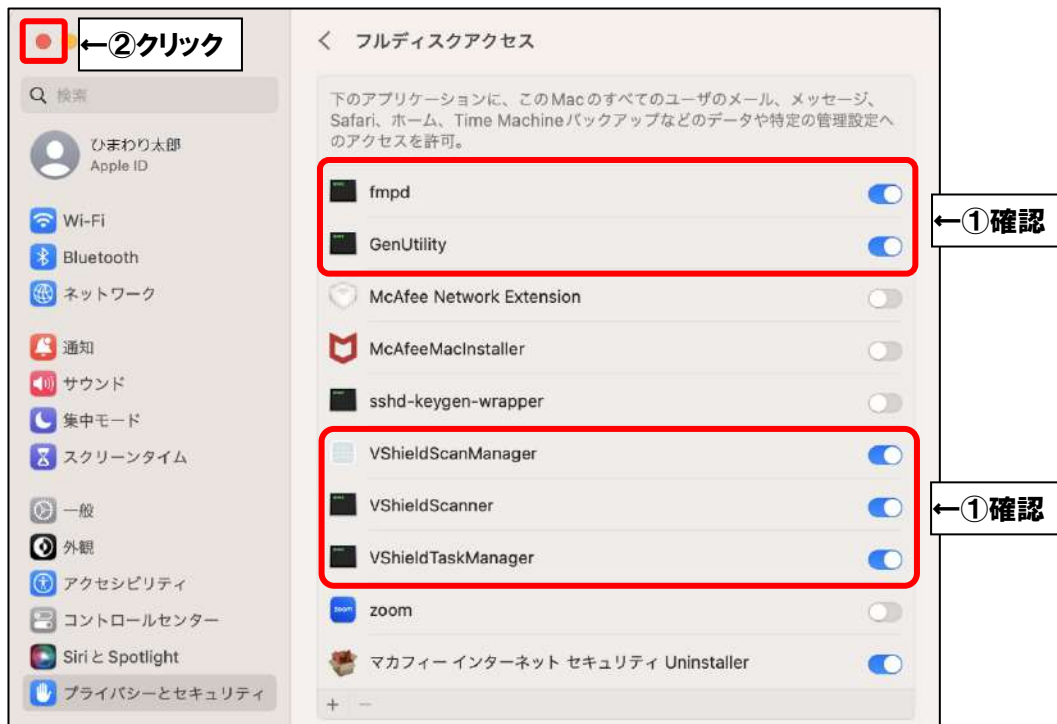 ←②クリック
フルディスクアクセス
検索
ひまわり太郎
Apple ID
Wi-Fi
Bluetooth
ネットワーク
通知
サウンド
集中モード
スクリーンタイム
一般
外観
アクセシビリティ
コントロールセンター
Siri と Spotlight
プライバシーとセキュリティ
下のアプリケーションに、このMacのすべてのユーザのメール、メッセージ、
Safari、ホーム、Time Machineバックアップなどのデータや特定の管理設定へ
のアクセスを許可。
fmpd
GenUtility
←①確認
McAfee Network Extension
McAfeeMacInstaller
sshd-keygen-wrapper
VShieldScanManager
VShieldScanner
←①確認
VShieldTaskManager
zoom
zoom
マカフィー インターネット セキュリティ Uninstaller